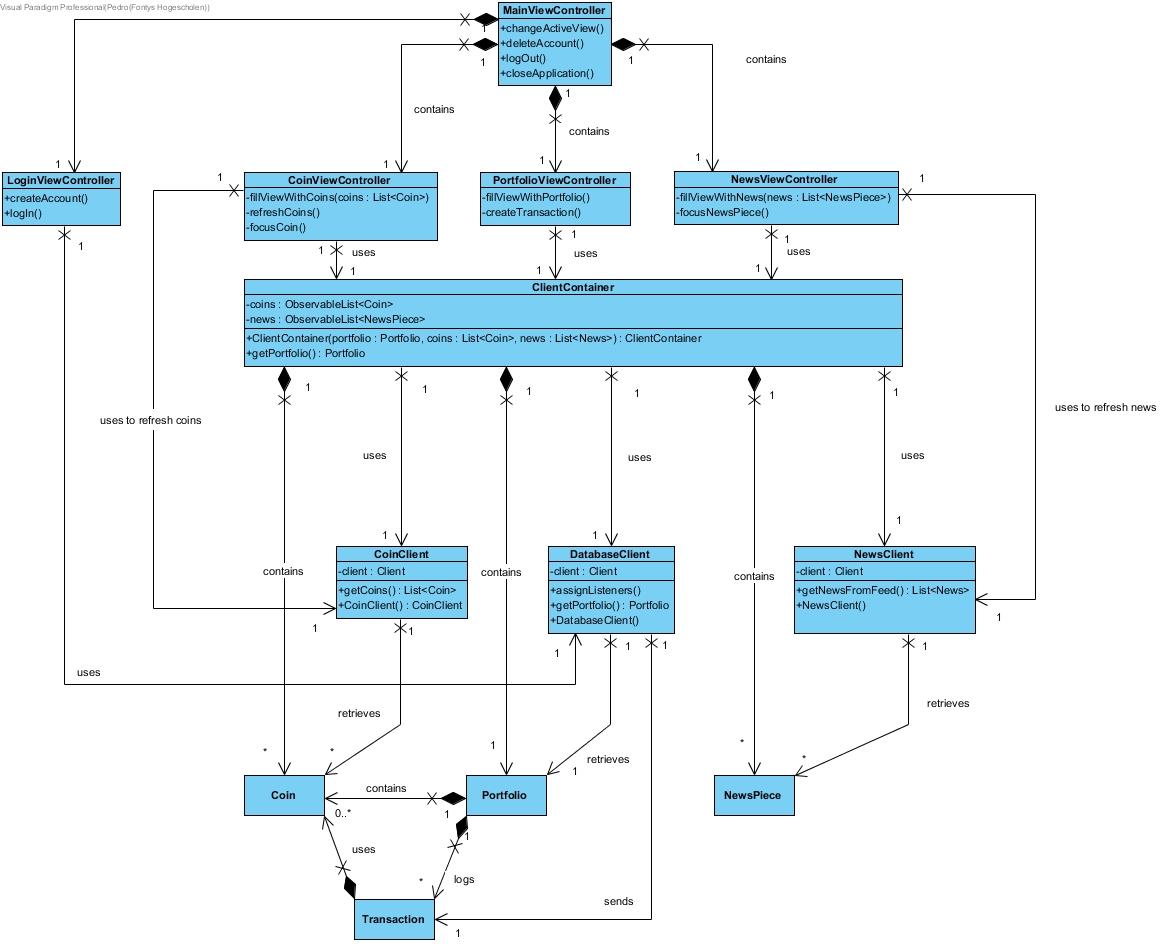 Visual Paradigm Professional(Pedro(Fontys Hogescholen))
MainViewController
+changeActiveView()
+deleteAccount()
+logOut()
+closeApplication()
1
1
1
1
contains
contains
contains
1
1
1
1
LoginViewController
+createAccount()
+logIn()
1
CoinViewController
-fillViewWithCoins(coins : List<Coin>)
-refreshCoins()
-focusCoin()
1
PortfolioViewController
-fillViewWithPortfolio()
-createTransaction()
NewsViewController
-fillViewWithNews(news : List<NewsPiece>)
-focusNewsPiece()
1
1
uses
1
1
uses
1
1
uses
1
ClientContainer
-coins : ObservableList<Coin>
-news : ObservableList<NewsPiece>
+ClientContainer(portfolio : Portfolio, coins : List<Coin>, news : List<News>) : ClientContainer
+getPortfolio() : Portfolio
1
1
1
1
1
1
uses to refresh coins
uses to refresh news
uses
uses
uses
1
1
1
contains
contains
contains
CoinClient
-client : Client
+getCoins() : List<Coin>
+CoinClient() : CoinClient
1
1
DatabaseClient
-client : Client
+assignListeners()
+getPortfolio() : Portfolio
+DatabaseClient()
1
1
1
NewsClient
-client : Client
+getNewsFromFeed() : List<News>
+NewsClient()
1
1
uses
retrieves
retrieves
retrieves
*
*
1
1
*
*
Coin
contains
0..*
1
Portfolio
1
NewsPiece
uses
logs
*
sends
Transaction
1